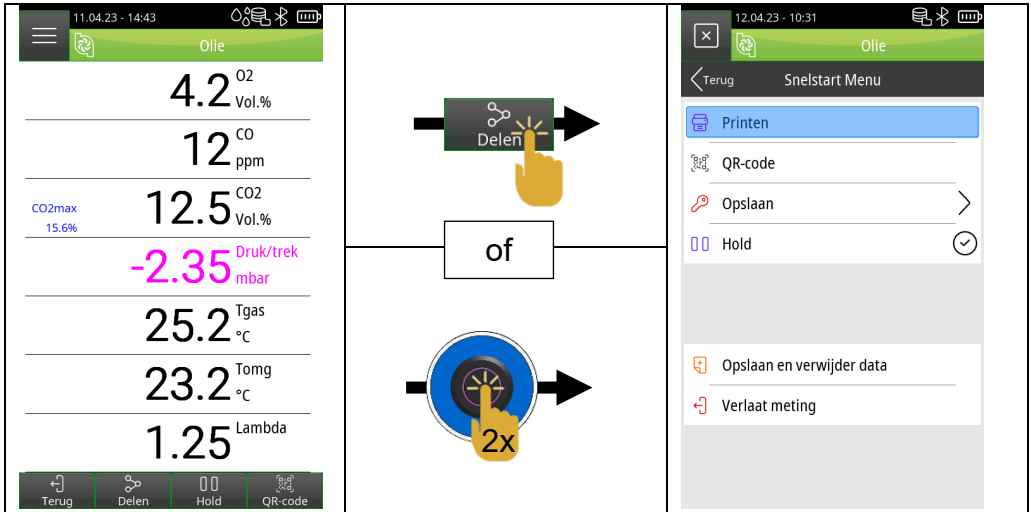 11.04.23 - 14:43
Olie
4.2 O2 Vol.%
12 CO ppm
CO2max 15.6%
12.5 CO2 Vol.%
-2.35 Druk/trek mbar
25.2 Tgas °C
23.2 Tomg °C
1.25 Lambda
Terug Delen Hold QR-code
Delen
of
2x
12.04.23 - 10:31
Olie
Terug Snelstart Menu
Printen
QR-code
Opslaan
Hold
Opslaan en verwijder data
Verlaat meting